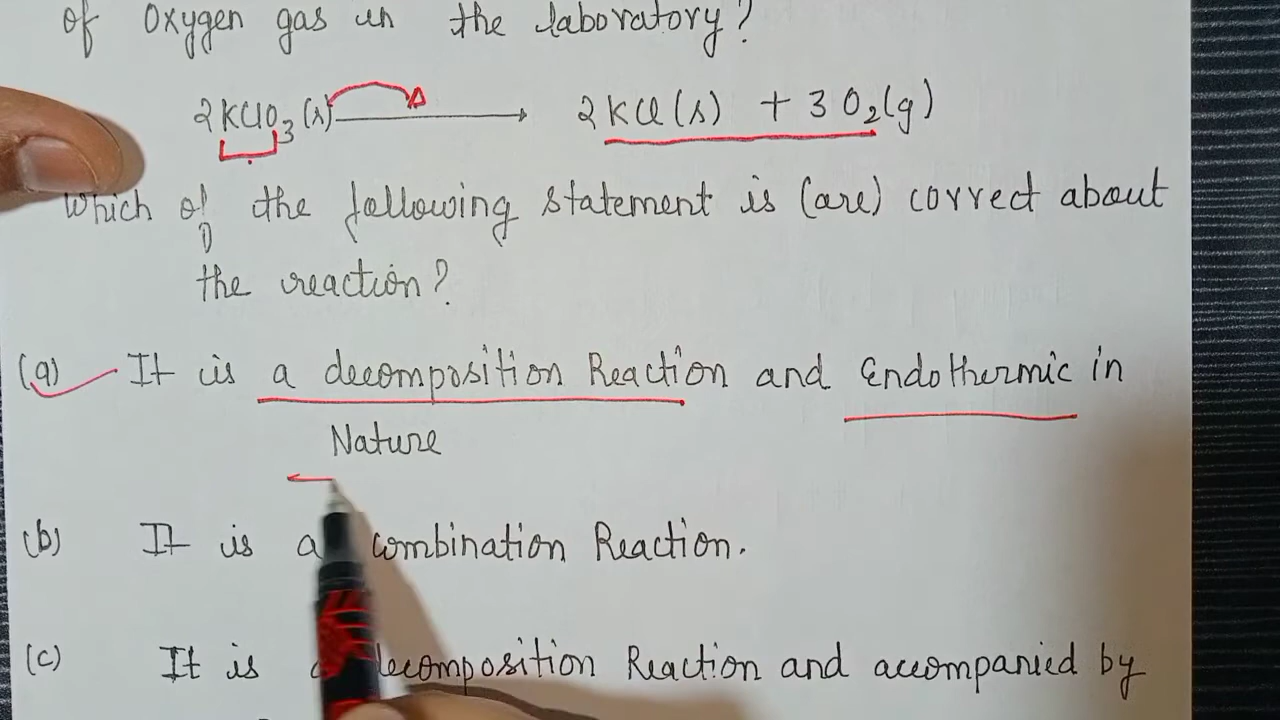 of Oxygen gas in the laboratory?
2KClO3(s) Δ → 2KCl(s) + 3O2(g)
Which of the following statement is (are) correct about
the reaction?
(a) It is a decomposition Reaction and Endothermic in
Nature
(b) It is a combination Reaction.
(c) It is a decomposition Reaction and accompanied by